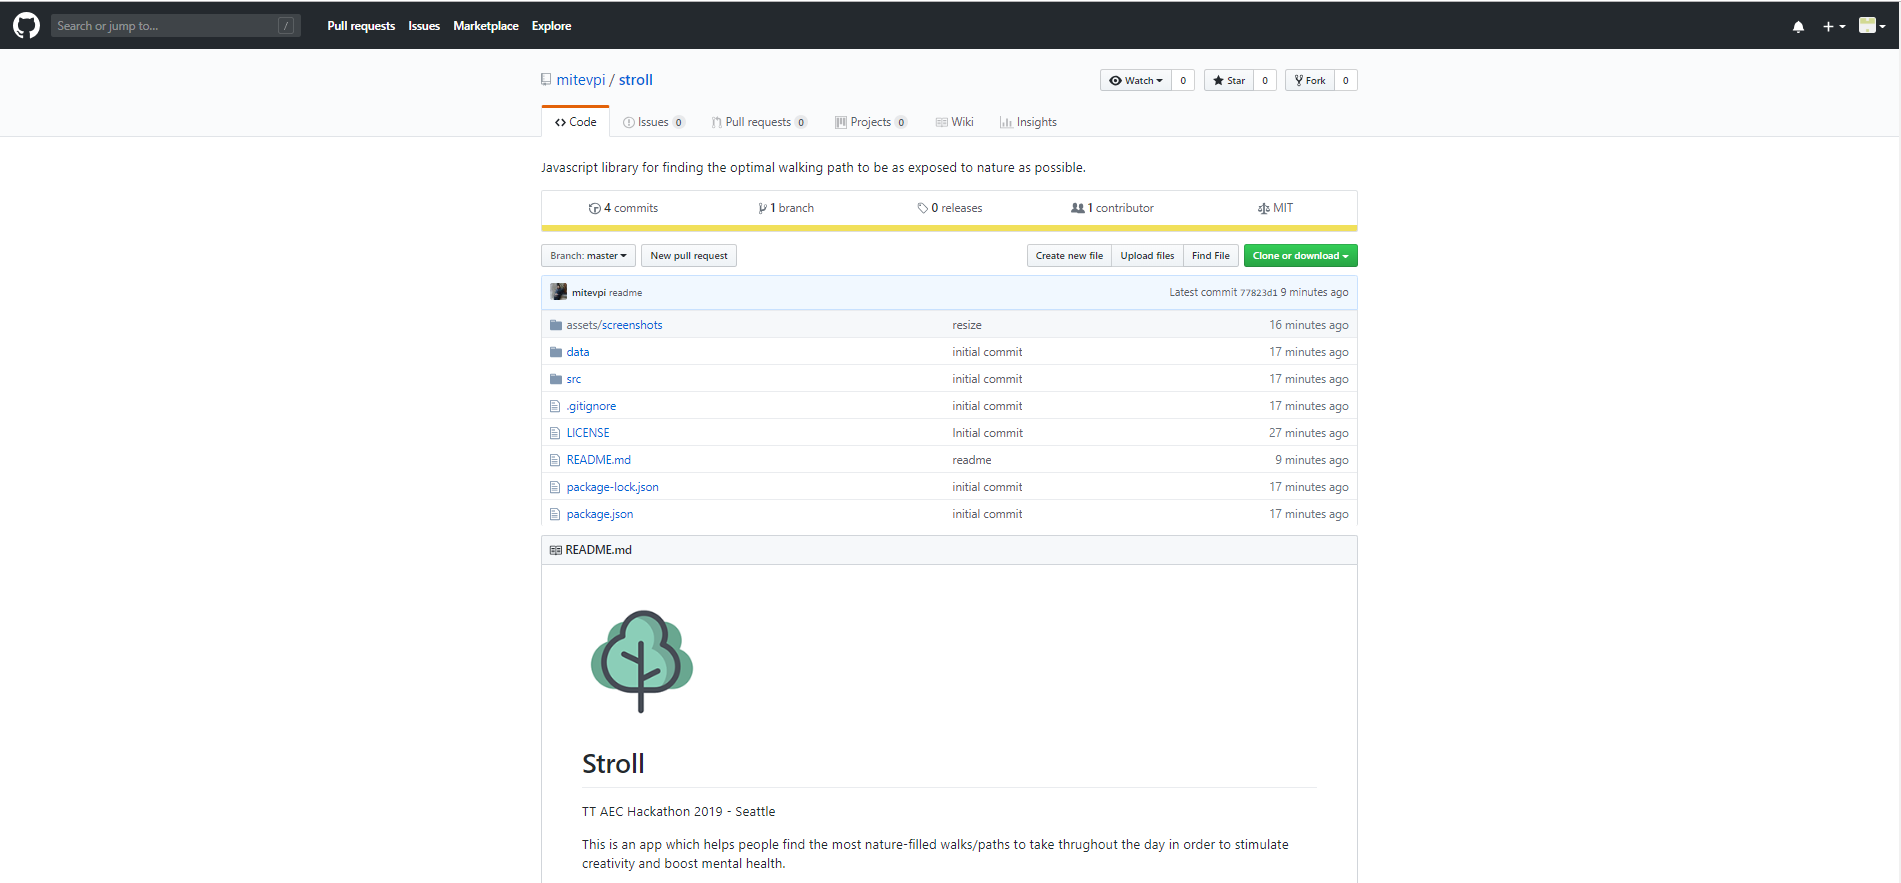 Search or jump to... / Pull requests Issues Marketplace Explore
mitevpi / stroll Watch 0 Star 0 Fork 0
Code Issues 0 Pull requests 0 Projects 0 Wiki Insights
Javascript library for finding the optimal walking path to be as exposed to nature as possible.
4 commits 1 branch 0 releases 1 contributor MIT
Branch: master New pull request Create new file Upload files Find File Clone or download
mitevpi readme Latest commit 77823d1 9 minutes ago
assets/screenshots resize 16 minutes ago
data initial commit 17 minutes ago
src initial commit 17 minutes ago
.gitignore initial commit 17 minutes ago
LICENSE Initial commit 27 minutes ago
README.md readme 9 minutes ago
package-lock.json initial commit 17 minutes ago
package.json initial commit 17 minutes ago
README.md
Stroll
TT AEC Hackathon 2019 - Seattle
This is an app which helps people find the most nature-filled walks/paths to take thrughout the day in order to stimulate
creativity and boost mental health.